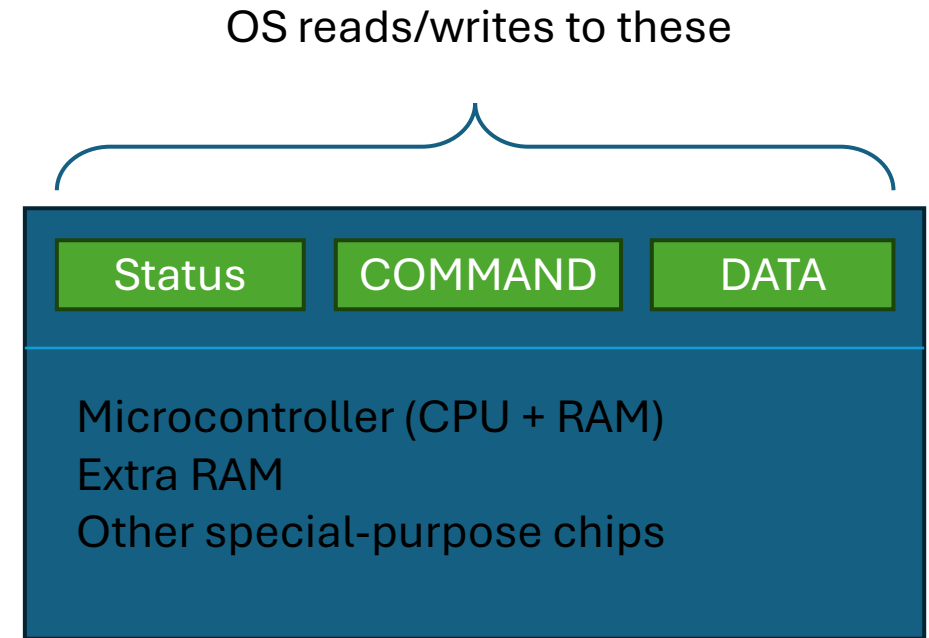 OS reads/writes to these
Status COMMAND DATA
Microcontroller (CPU + RAM)
Extra RAM
Other special-purpose chips